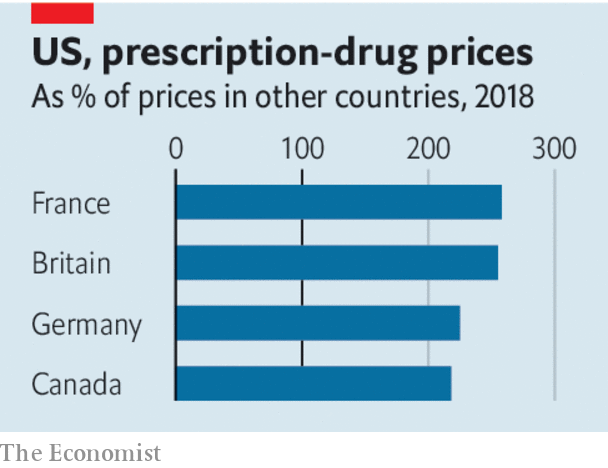 US, prescription-drug prices
As % of prices in other countries, 2018
0 100 200 300
France
Britain
Germany
Canada
The Economist